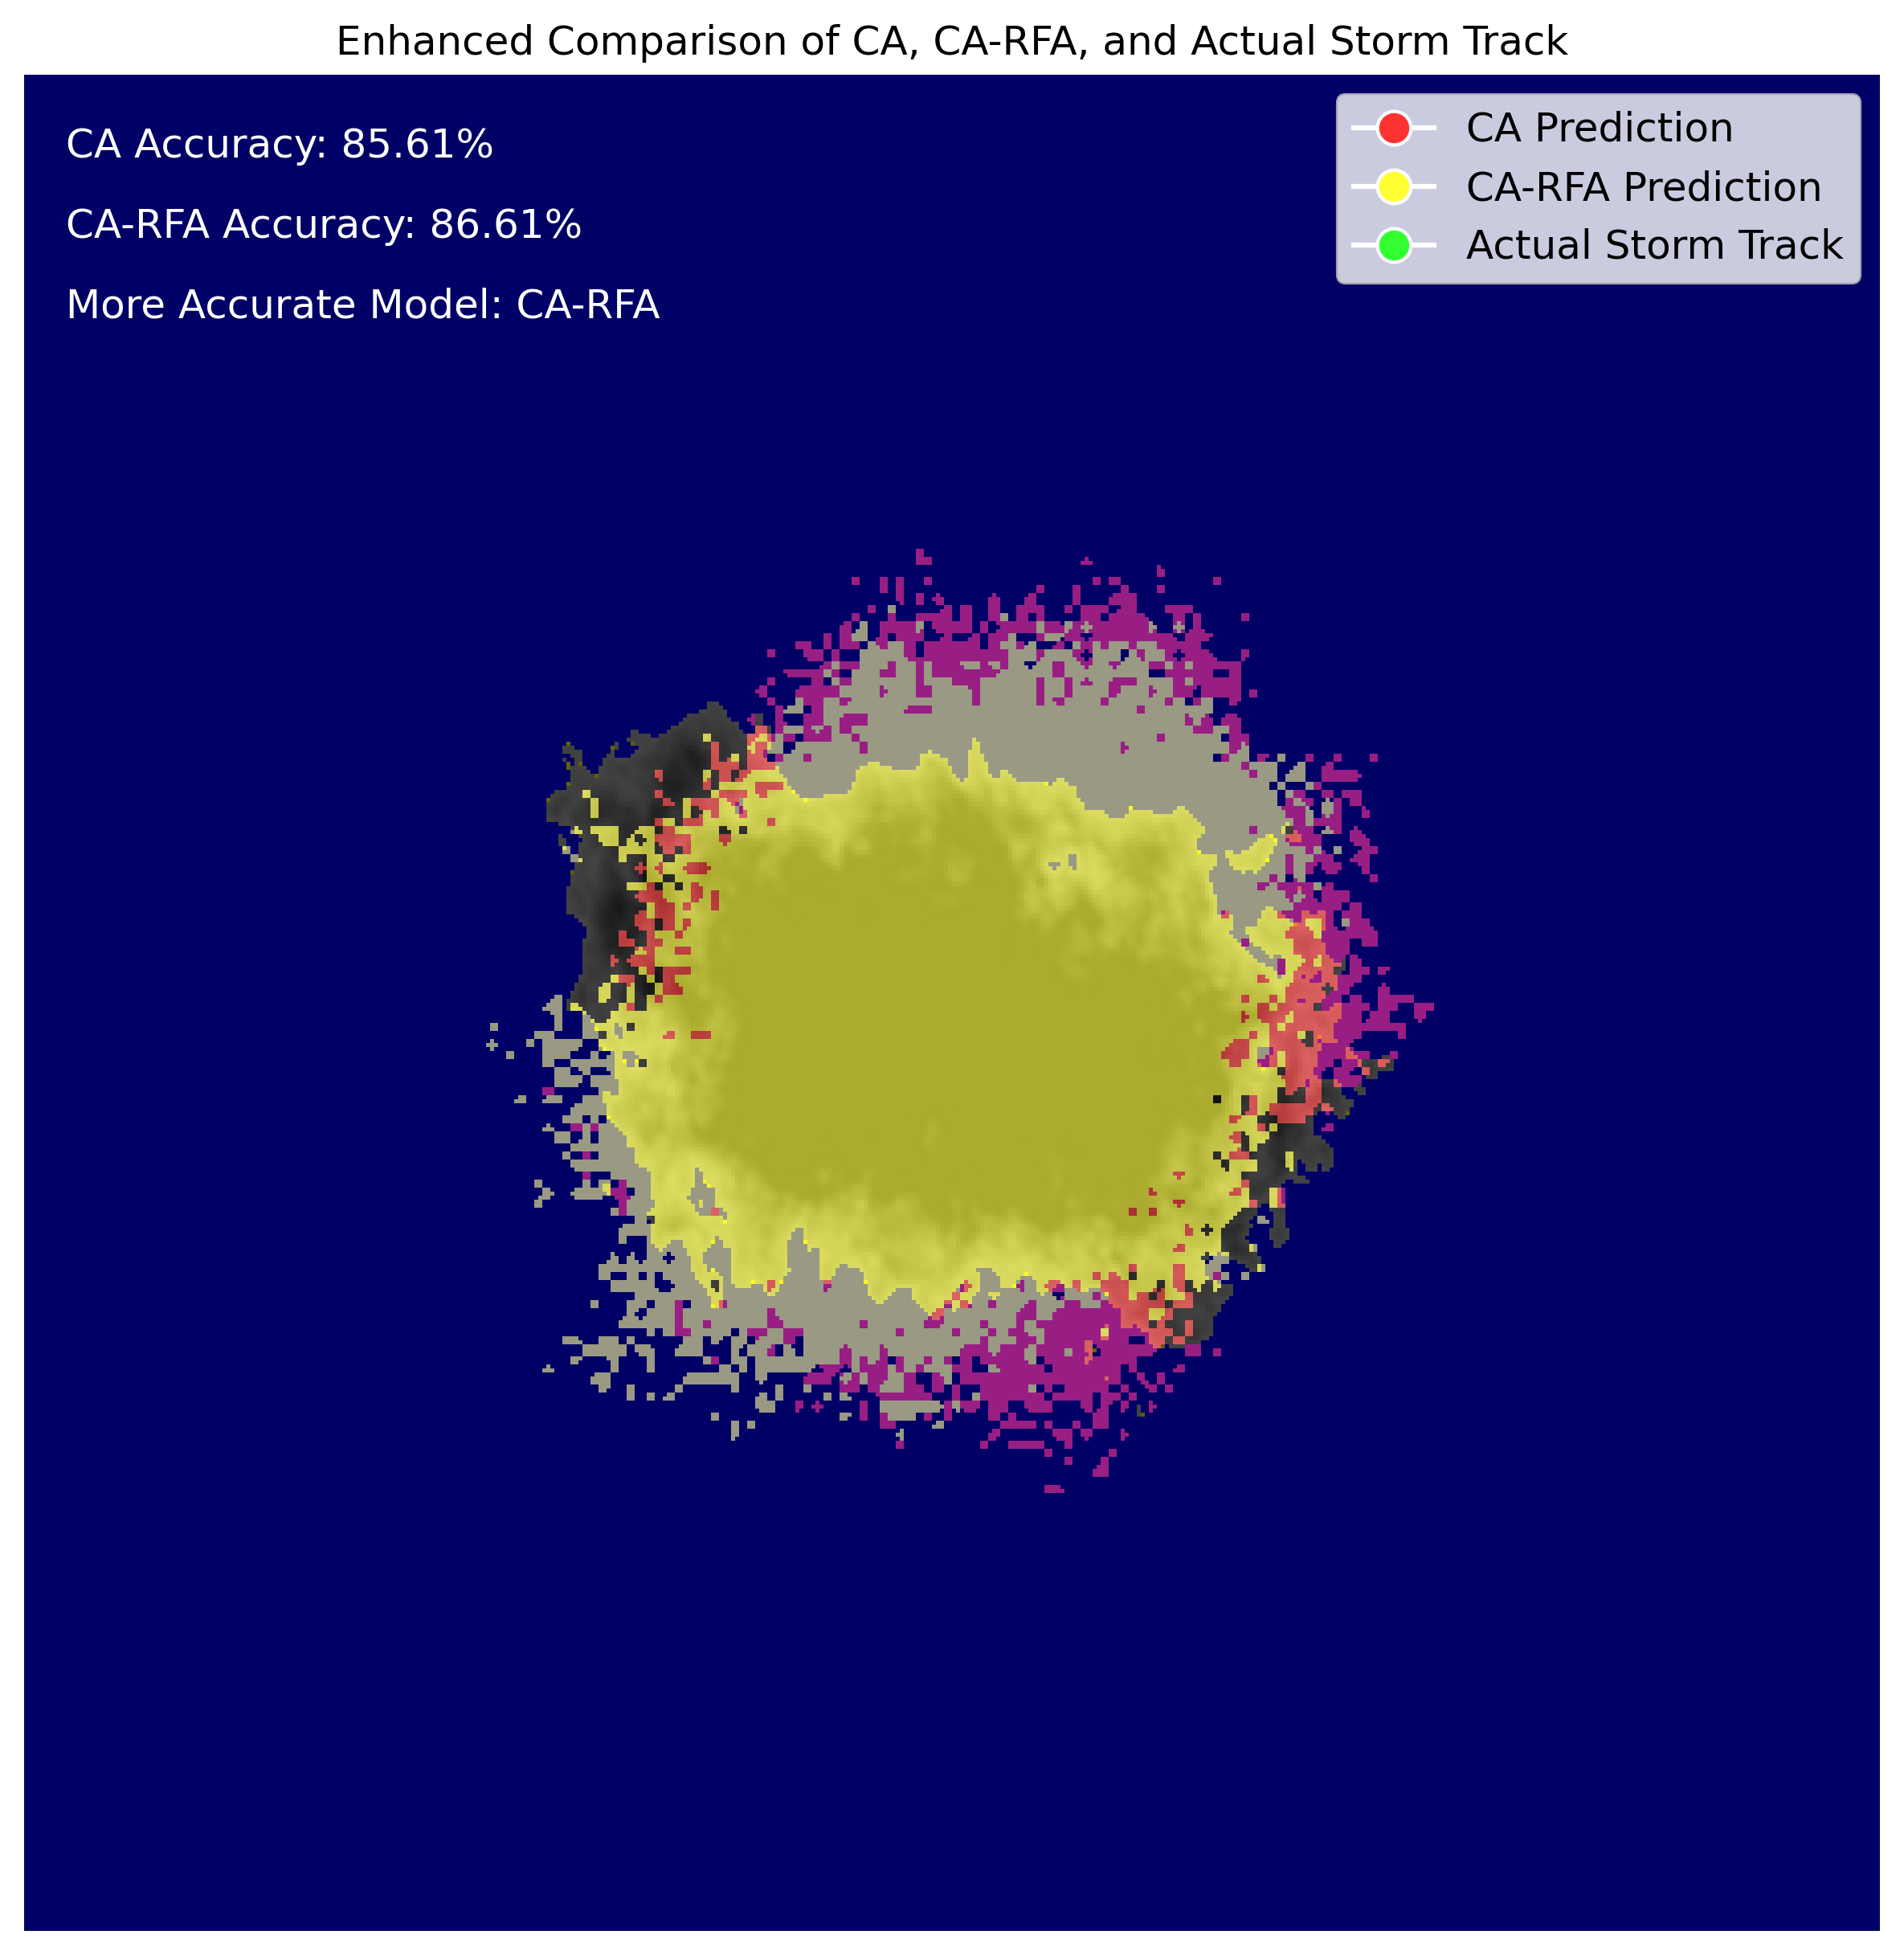 Enhanced Comparison of CA, CA-RFA, and Actual Storm Track
CA Accuracy: 85.61%
CA-RFA Accuracy: 86.61%
More Accurate Model: CA-RFA
CA Prediction
CA-RFA Prediction
Actual Storm Track